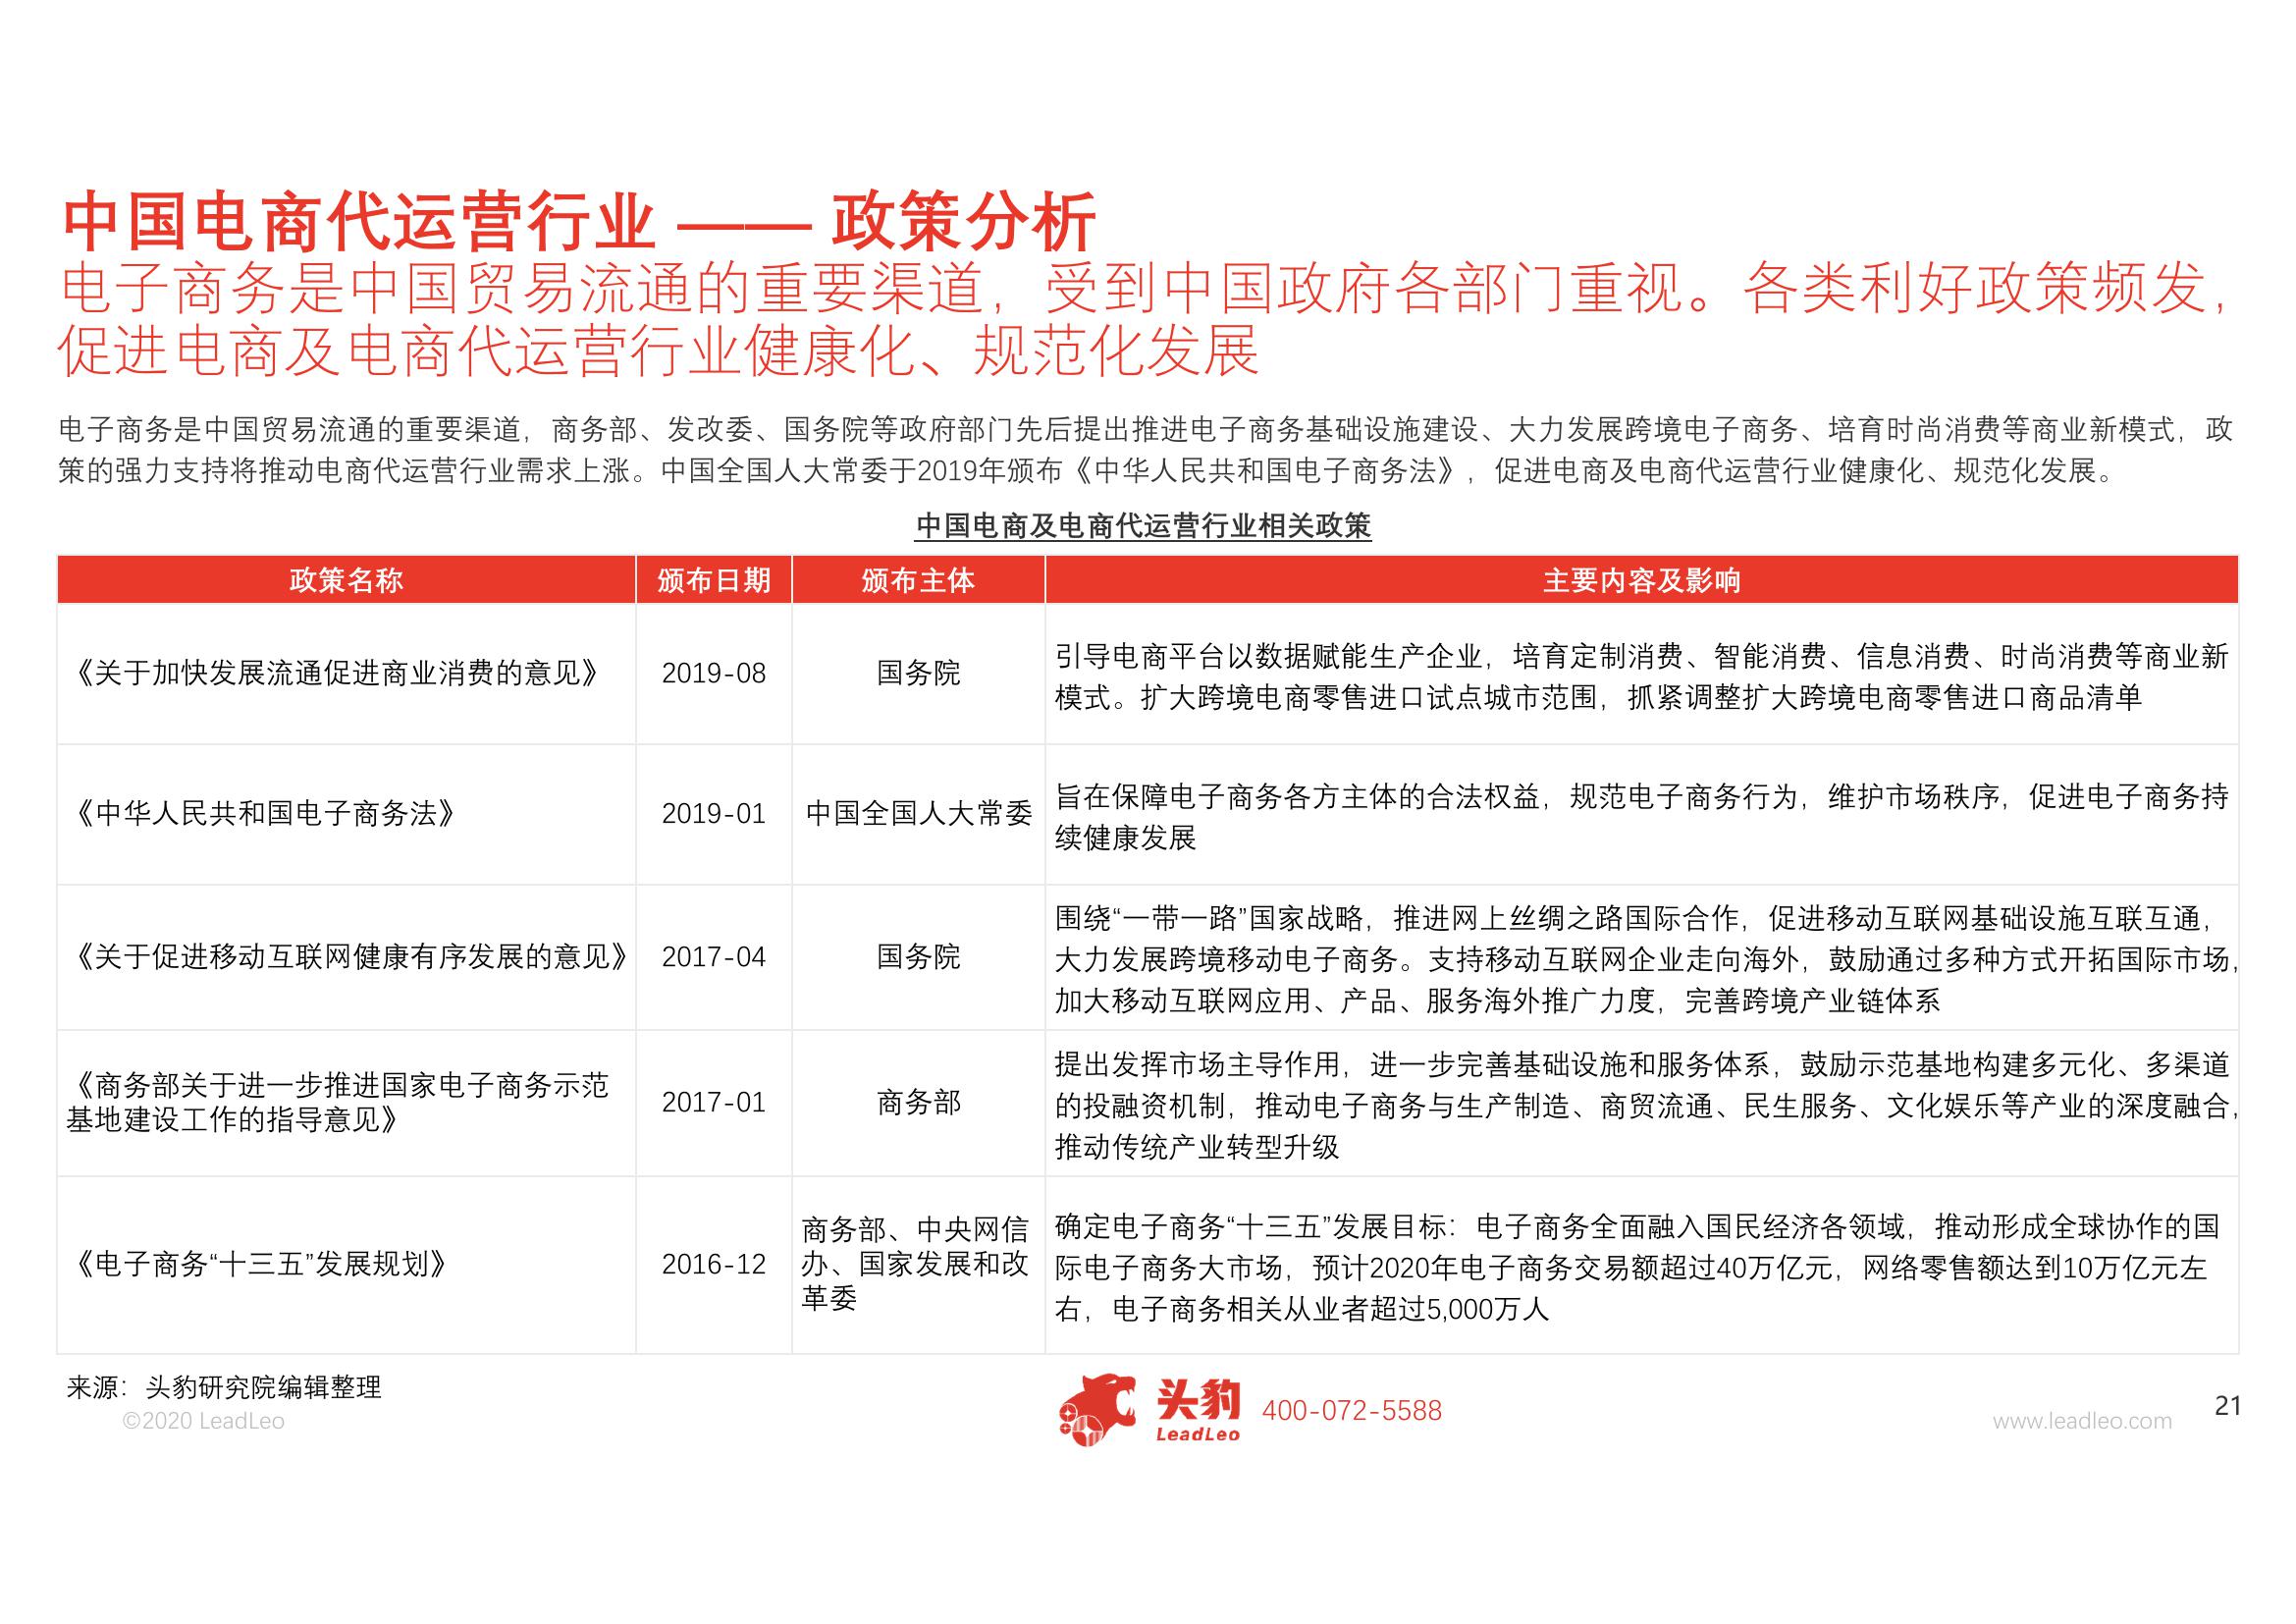 中国电商代运营行业 —— 政策分析
电子商务是中国贸易流通的重要渠道，受到中国政府各部门重视。各类利好政策频发，
促进电商及电商代运营行业健康化、规范化发展
电子商务是中国贸易流通的重要渠道，商务部、发改委、国务院等政府部门先后提出推进电子商务基础设施建设、大力发展跨境电子商务、培育时尚消费等商业新模式，政
策的强力支持将推动电商代运营行业需求上涨。中国全国人大常委于2019年颁布《中华人民共和国电子商务法》，促进电商及电商代运营行业健康化、规范化发展。
中国电商及电商代运营行业相关政策
政策名称 颁布日期 颁布主体 主要内容及影响
《关于加快发展流通促进商业消费的意见》 2019-08 国务院
引导电商平台以数据赋能生产企业，培育定制消费、智能消费、信息消费、时尚消费等商业新
模式。扩大跨境电商零售进口试点城市范围，抓紧调整扩大跨境电商零售进口商品清单
《中华人民共和国电子商务法》 2019-01 中国全国人大常委
旨在保障电子商务各方主体的合法权益，规范电子商务行为，维护市场秩序，促进电子商务持
续健康发展
《关于促进移动互联网健康有序发展的意见》 2017-04 国务院
围绕“一带一路”国家战略，推进网上丝绸之路国际合作，促进移动互联网基础设施互联互通，
大力发展跨境移动电子商务。支持移动互联网企业走向海外，鼓励通过多种方式开拓国际市场，
加大移动互联网应用、产品、服务海外推广力度，完善跨境产业链体系
《商务部关于进一步推进国家电子商务示范
基地建设工作的指导意见》
2017-01 商务部
提出发挥市场主导作用，进一步完善基础设施和服务体系，鼓励示范基地构建多元化、多渠道
的投融资机制，推动电子商务与生产制造、商贸流通、民生服务、文化娱乐等产业的深度融合，
推动传统产业转型升级
《电子商务“十三五”发展规划》 2016-12
商务部、中央网信
办、国家发展和改
革委
确定电子商务“十三五”发展目标：电子商务全面融入国民经济各领域，推动形成全球协作的国
际电子商务大市场，预计2020年电子商务交易额超过40万亿元，网络零售额达到10万亿元左
右，电子商务相关从业者超过5,000万人
来源：头豹研究院编辑整理
©2020 LeadLeo
头豹
LeadLeo
400-072-5588
www.leadleo.com
21